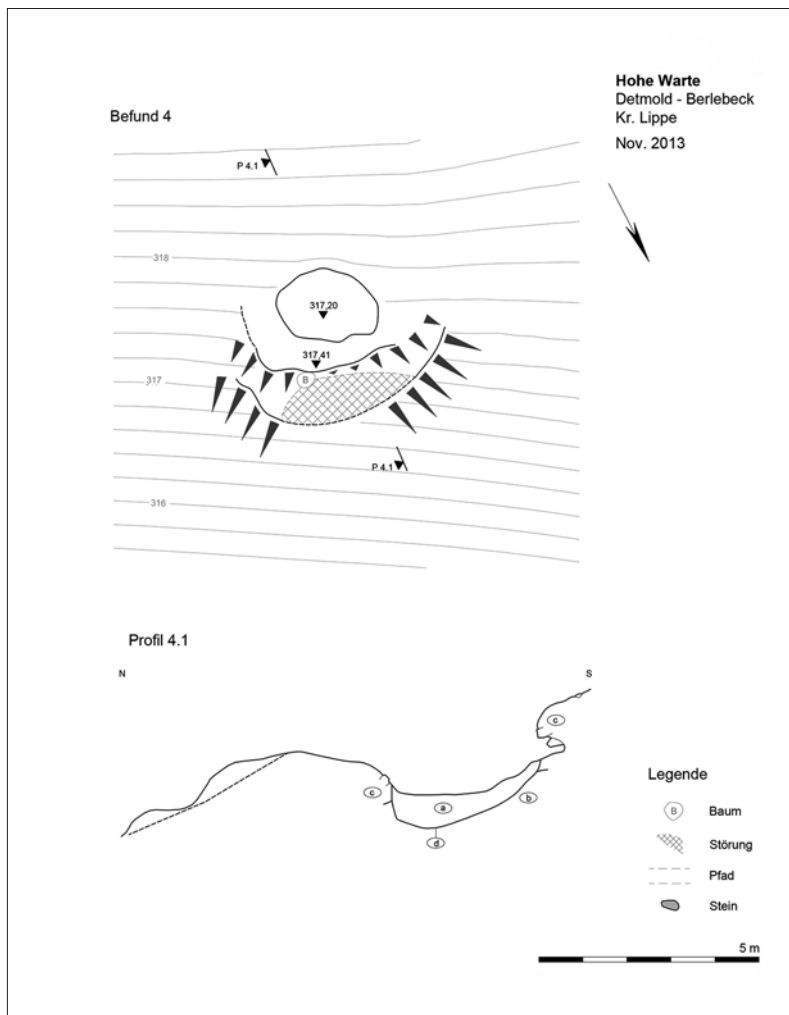 Hohe Warte
Detmold - Berlebeck
Kr. Lippe
Nov. 2013
Befund 4
P 4.1
318
317,20
317,41
B
317
P 4.1
316
Profil 4.1
N
S
c
c
a
b
d
Legende
B Baum
Störung
Pfad
Stein
5 m